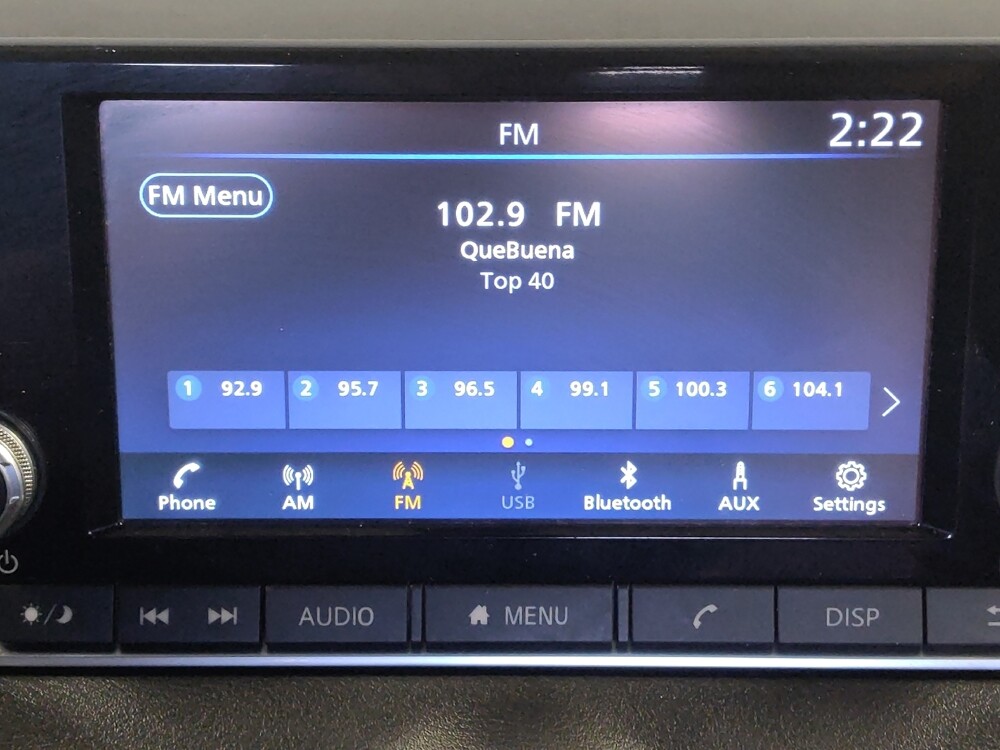 FM
2:22
FM Menu
102.9 FM
QueBuena
Top 40
1 92.9
2 95.7
3 96.5
4 99.1
5 100.3
6 104.1
Phone
AM
FM
USB
Bluetooth
AUX
Settings
AUDIO
MENU
DISP